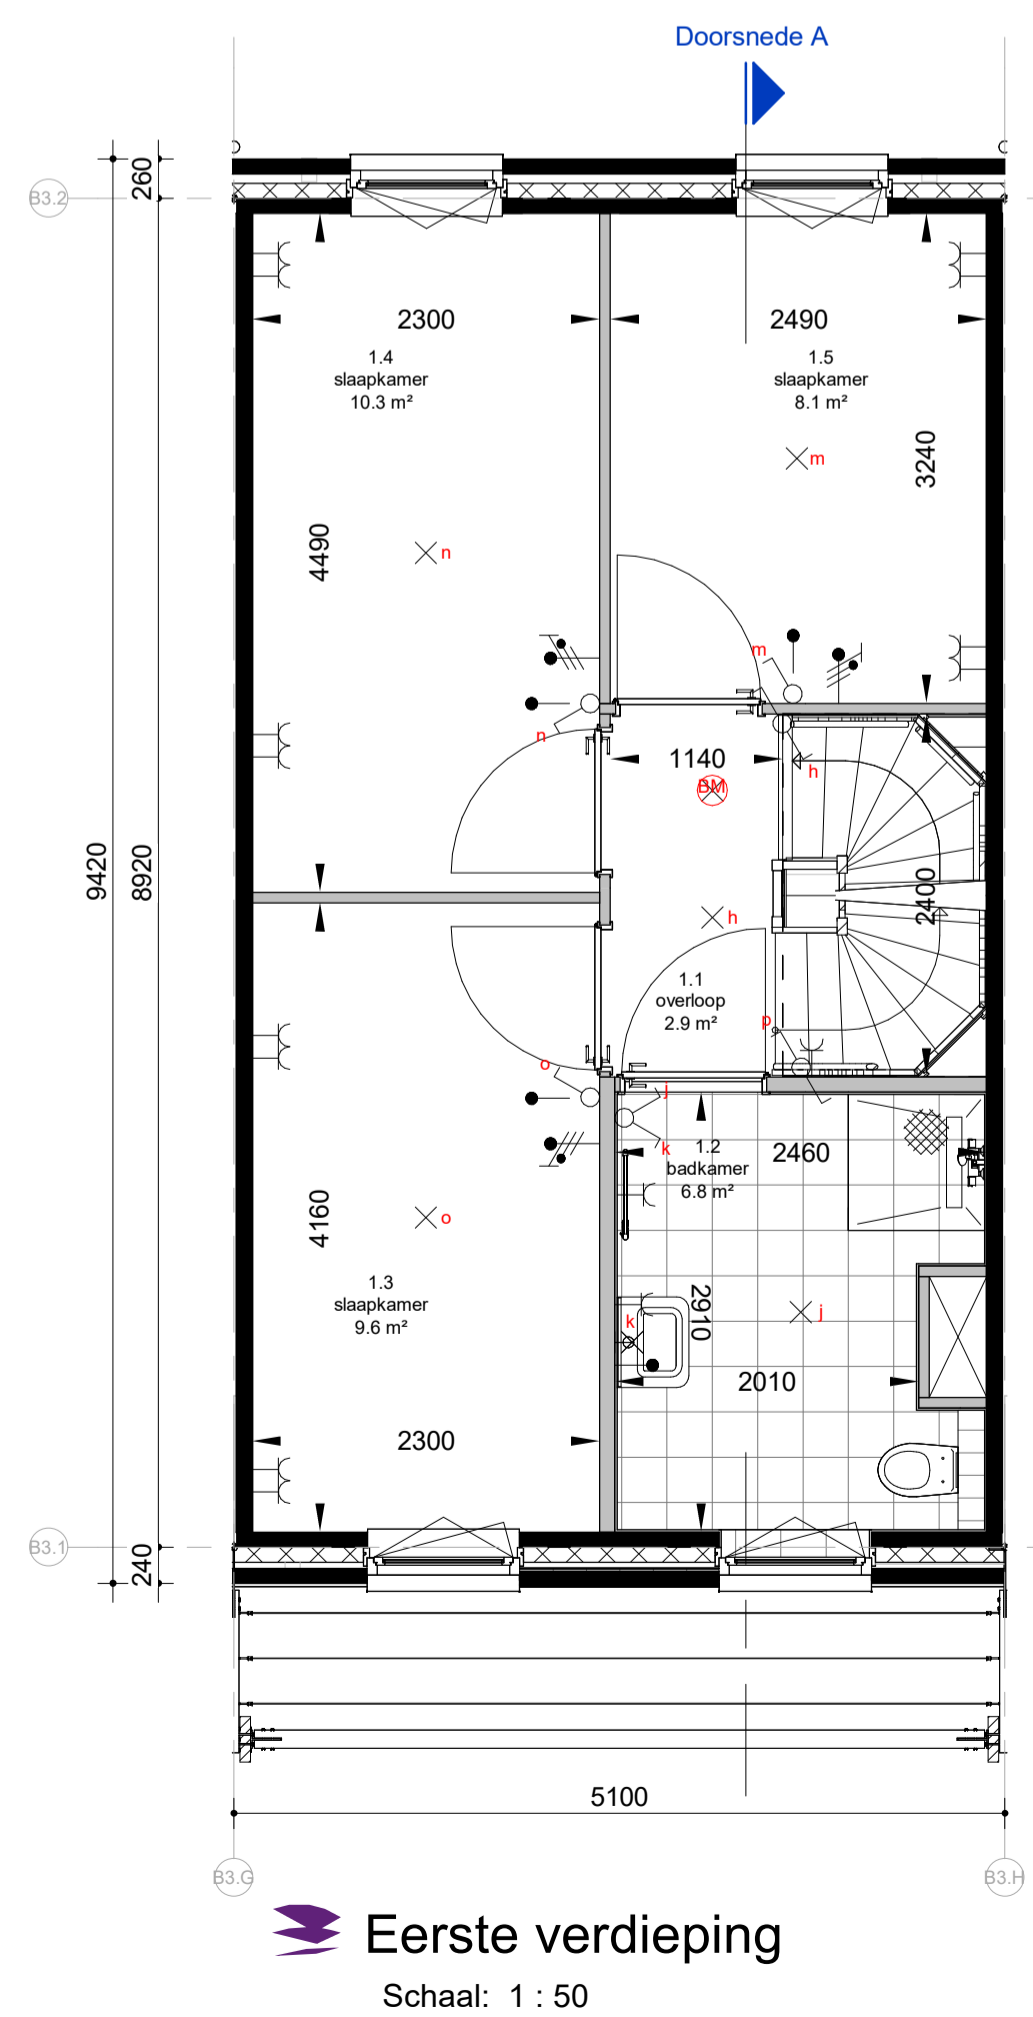 Doorsnede A
260
B3.2
2300
2490
1.4
slaapkamer
10.3 m²
1.5
slaapkamer
8.1 m²
m
3240
4490
n
m
n
1140
h
BM
9420
8920
2400
h
1.1
overloop
2.9 m²
p
o
j
k
1.2
badkamer
6.8 m²
2460
4160
o
1.3
slaapkamer
9.6 m²
2910
k
j
2010
2300
B3.1
240
5100
B3.G
B3.H
Eerste verdieping
Schaal: 1 : 50